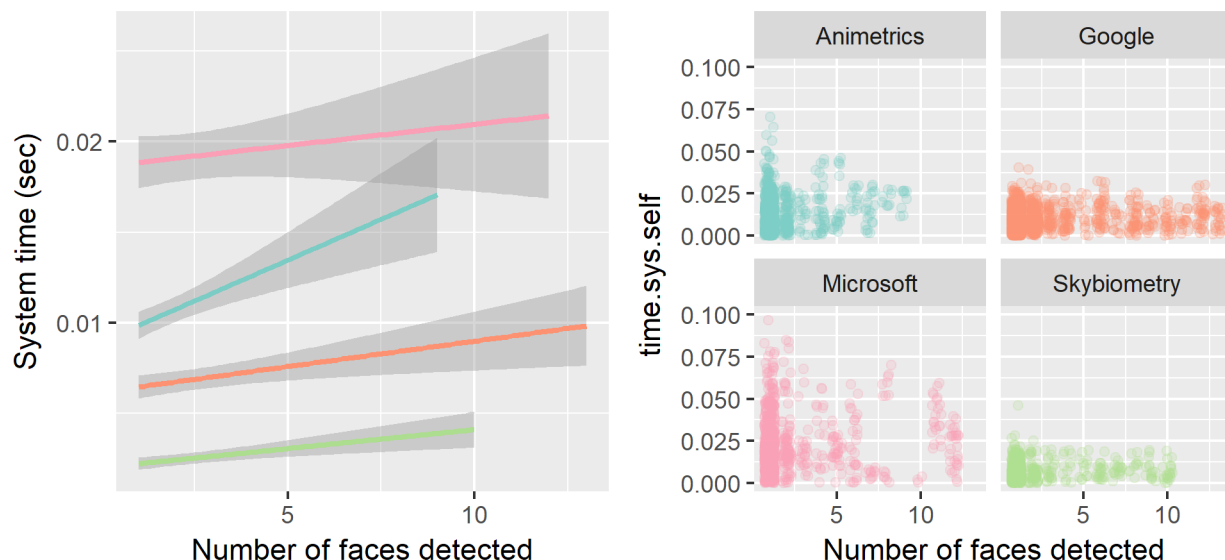 System time (sec)
0.02
0.01
5
10
Number of faces detected
time.sys.self
Animetrics
Google
0.100
0.075
0.050
0.025
0.000
Microsoft
Skybiometry
0.100
0.075
0.050
0.025
0.000
5
10
5
10
Number of faces detected